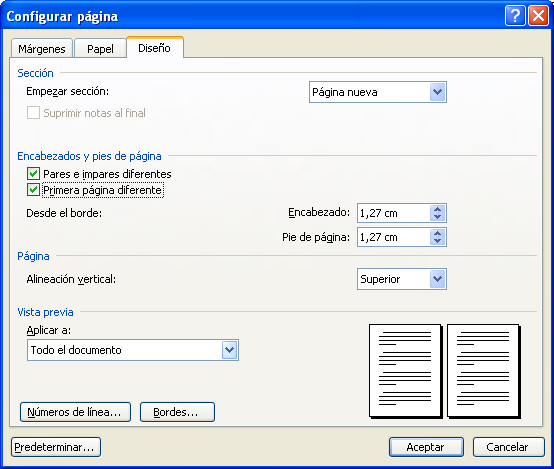 Configurar página
Márgenes Papel Diseño
Sección
Empezar sección: Página nueva
Suprimir notas al final
Encabezados y pies de página
Pares e impares diferentes
Primera página diferente
Desde el borde: Encabezado: 1,27 cm
Pie de página: 1,27 cm
Página
Alineación vertical: Superior
Vista previa
Aplicar a:
Todo el documento
Números de línea... Bordes...
Predeterminar... Aceptar Cancelar